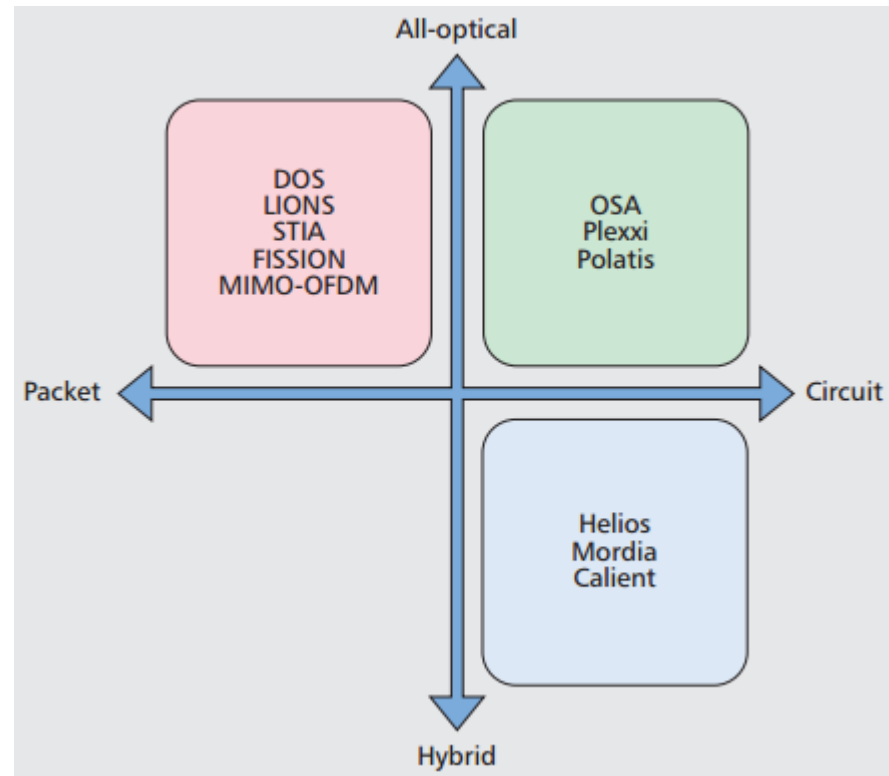 All-optical
DOS
LIONS
STIA
FISSION
MIMO-OFDM
OSA
Plexxi
Polatis
Packet
Circuit
Helios
Mordia
Calient
Hybrid